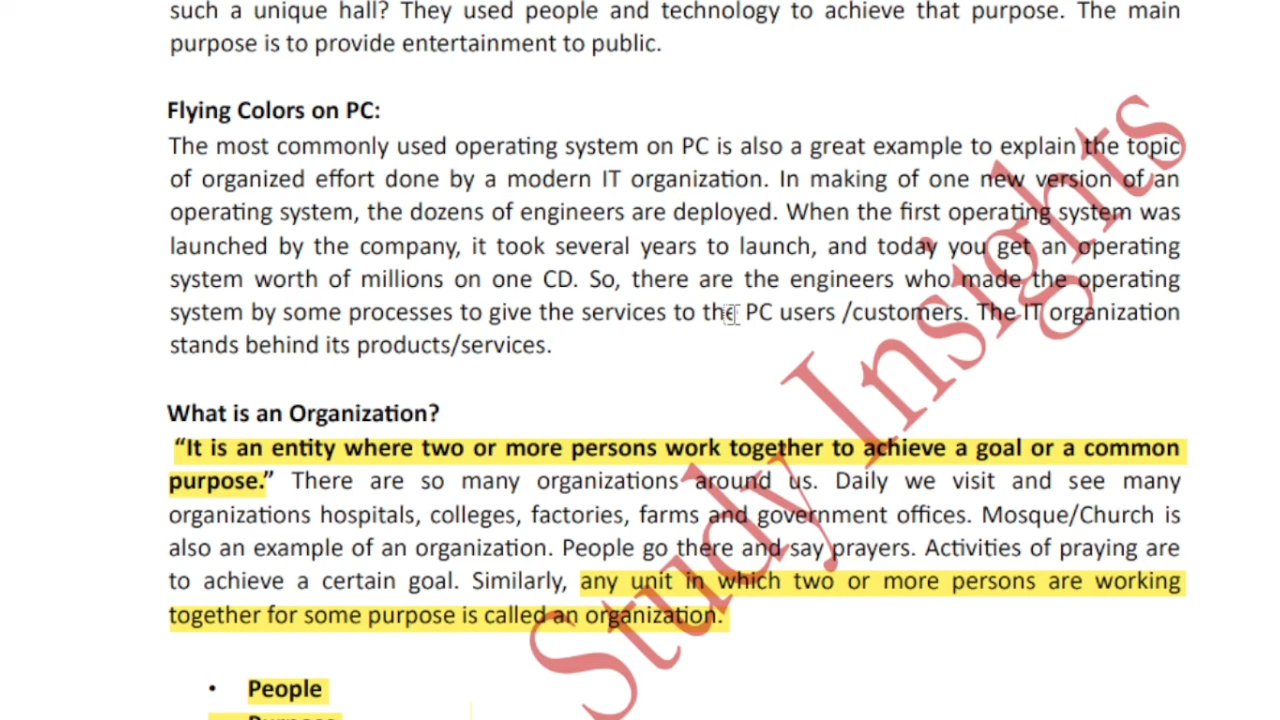 such a unique hall? They used people and technology to achieve that purpose. The main
purpose is to provide entertainment to public.
Flying Colors on PC:
The most commonly used operating system on PC is also a great example to explain the topic
of organized effort done by a modern IT organization. In making of one new version of an
operating system, the dozens of engineers are deployed. When the first operating system was
launched by the company, it took several years to launch, and today you get an operating
system worth of millions on one CD. So, there are the engineers who made the operating
system by some processes to give the services to the PC users /customers. The IT organization
stands behind its products/services.
What is an Organization?
“It is an entity where two or more persons work together to achieve a goal or a common
purpose.” There are so many organizations around us. Daily we visit and see many
organizations hospitals, colleges, factories, farms and government offices. Mosque/Church is
also an example of an organization. People go there and say prayers. Activities of praying are
to achieve a certain goal. Similarly, any unit in which two or more persons are working
together for some purpose is called an organization.
• People
Purpose
Study Insights